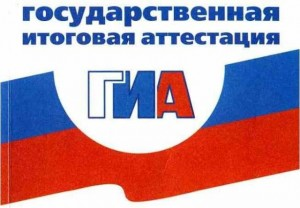 государственная
итоговая аттестация
ГИА